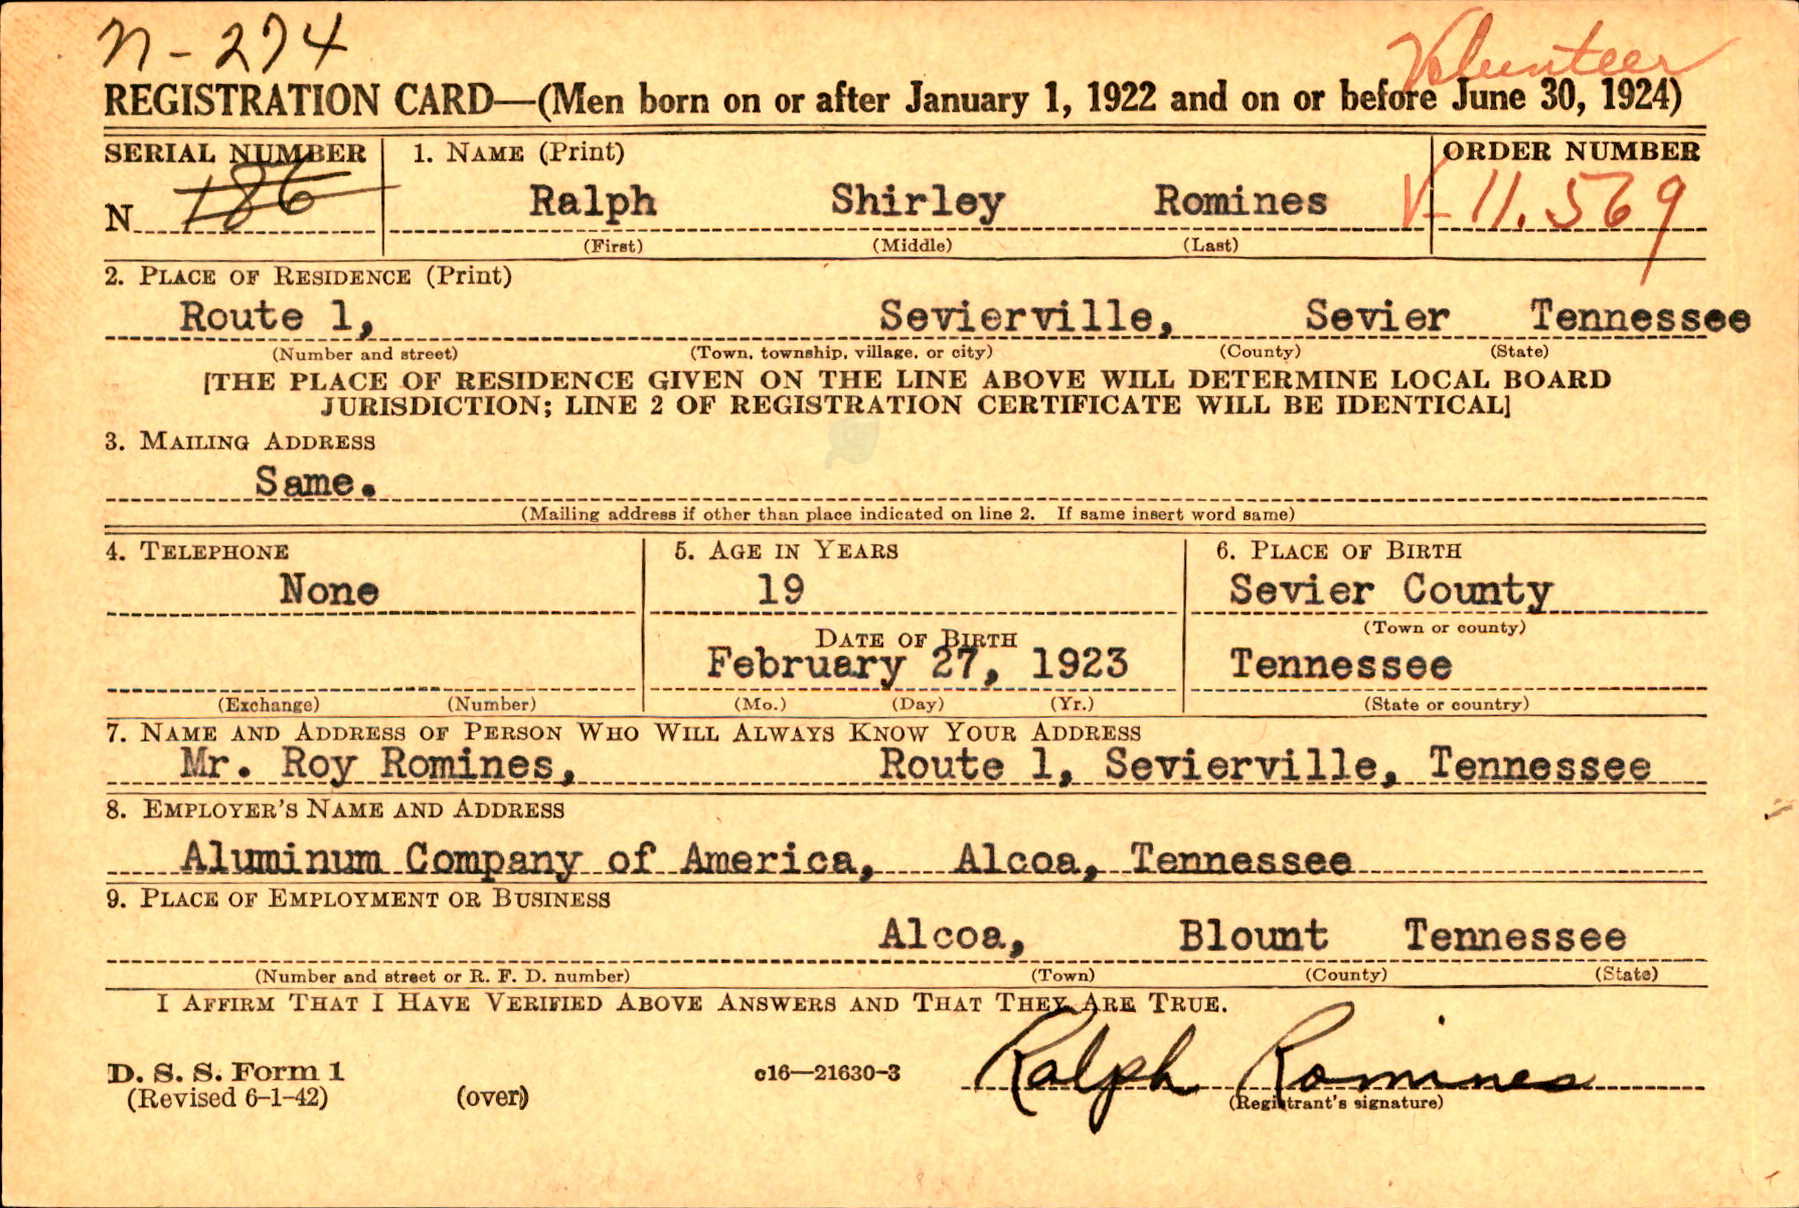 N-274
Volunteer
REGISTRATION CARD—(Men born on or after January 1, 1922 and on or before June 30, 1924)
SERIAL NUMBER 1. NAME (Print) ORDER NUMBER
N 186 Ralph Shirley Romines V-11.569
(First) (Middle) (Last)
2. PLACE OF RESIDENCE (Print)
Route 1, Sevierville, Sevier Tennessee
(Number and street) (Town, township, village, or city) (County) (State)
[THE PLACE OF RESIDENCE GIVEN ON THE LINE ABOVE WILL DETERMINE LOCAL BOARD
JURISDICTION; LINE 2 OF REGISTRATION CERTIFICATE WILL BE IDENTICAL]
3. MAILING ADDRESS
Same.
(Mailing address if other than place indicated on line 2. If same insert word same)
4. TELEPHONE 5. AGE IN YEARS 6. PLACE OF BIRTH
None 19 Sevier County
DATE OF BIRTH (Town or county)
February 27, 1923 Tennessee
(Exchange) (Number) (Mo.) (Day) (Yr.) (State or country)
7. NAME AND ADDRESS OF PERSON WHO WILL ALWAYS KNOW YOUR ADDRESS
Mr. Roy Romines, Route 1, Sevierville, Tennessee
8. EMPLOYER'S NAME AND ADDRESS
Aluminum Company of America, Alcoa, Tennessee
9. PLACE OF EMPLOYMENT OR BUSINESS
Alcoa, Blount Tennessee
(Number and street or R. F. D. number) (Town) (County) (State)
I AFFIRM THAT I HAVE VERIFIED ABOVE ANSWERS AND THAT THEY ARE TRUE.
D. S. S. Form 1 c16—21630-3 Ralph Romines
(Revised 6-1-42) (over) (Registrant's signature)